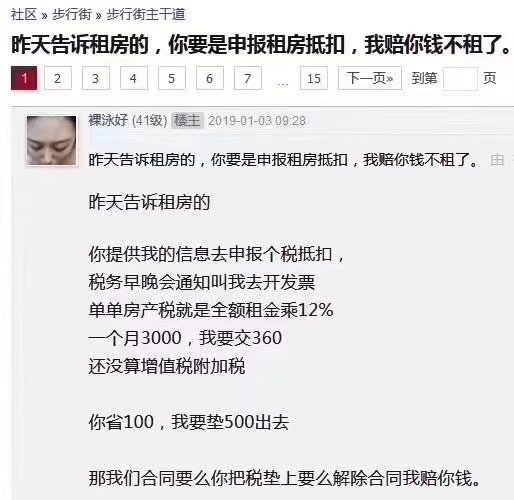 社区 » 步行街 » 步行街主干道
昨天告诉租房的，你要是申报租房抵扣，我赔你钱不租了。
1 2 3 4 5 6 7 ... 15 下一页» 到第 页
裸泳好 (41级) 楼主 2019-01-03 09:28
昨天告诉租房的，你要是申报租房抵扣，我赔你钱不租了。 由
昨天告诉租房的
你提供我的信息去申报个税抵扣，
税务早晚会通知叫我去开发票
单单房产税就是全额租金乘12%
一个月3000，我要交360
还没算增值税附加税
你省100，我要垫500出去
那我们合同要么你把税垫上要么解除合同我赔你钱。